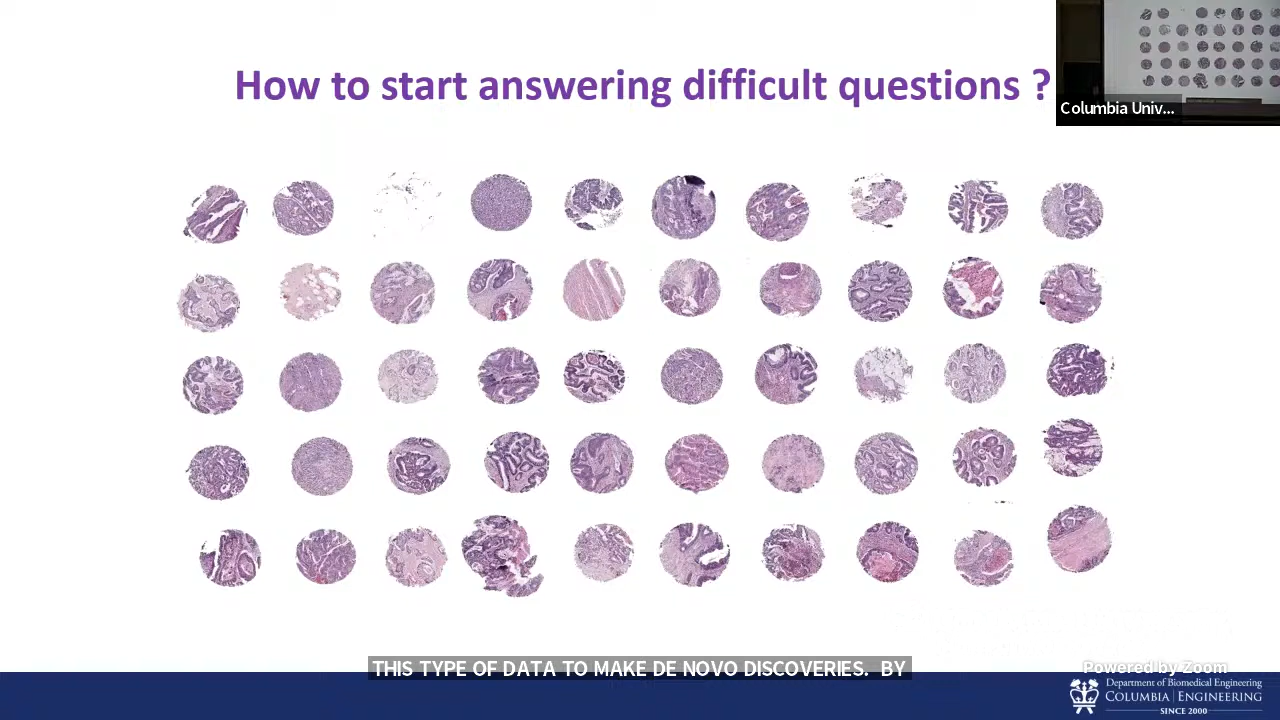 How to start answering difficult questions ?
Columbia Univ...
THIS TYPE OF DATA TO MAKE DE NOVO DISCOVERIES. BY
Powered by Zoom
Department of Biomedical Engineering
COLUMBIA | ENGINEERING
SINCE 2000